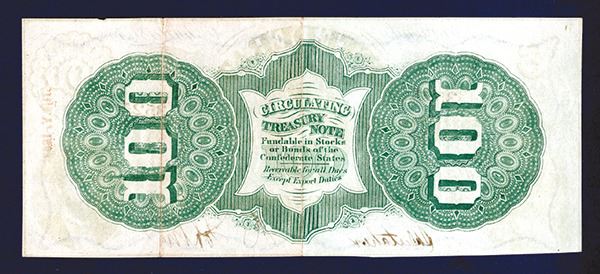 100
CIRCULATING
TREASURY NOTE
Fundable in Stocks
or Bonds of the
Confederate States
Receivable for all Dues
Except Export Duties
100